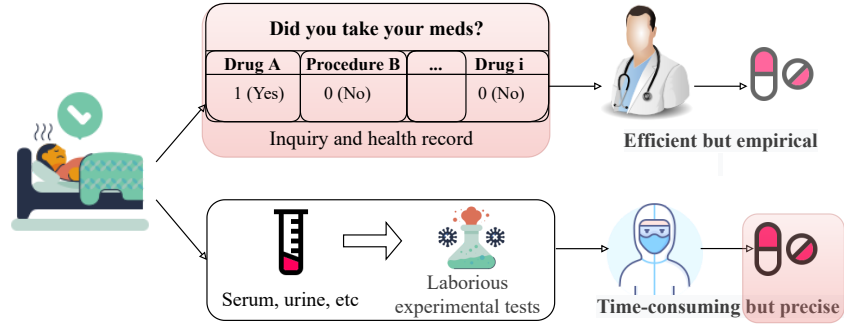 Did you take your meds?
Drug A Procedure B ... Drug i
1 (Yes) 0 (No) 0 (No)
Inquiry and health record
Efficient but empirical
Serum, urine, etc
Laborious
experimental tests
Time-consuming but precise